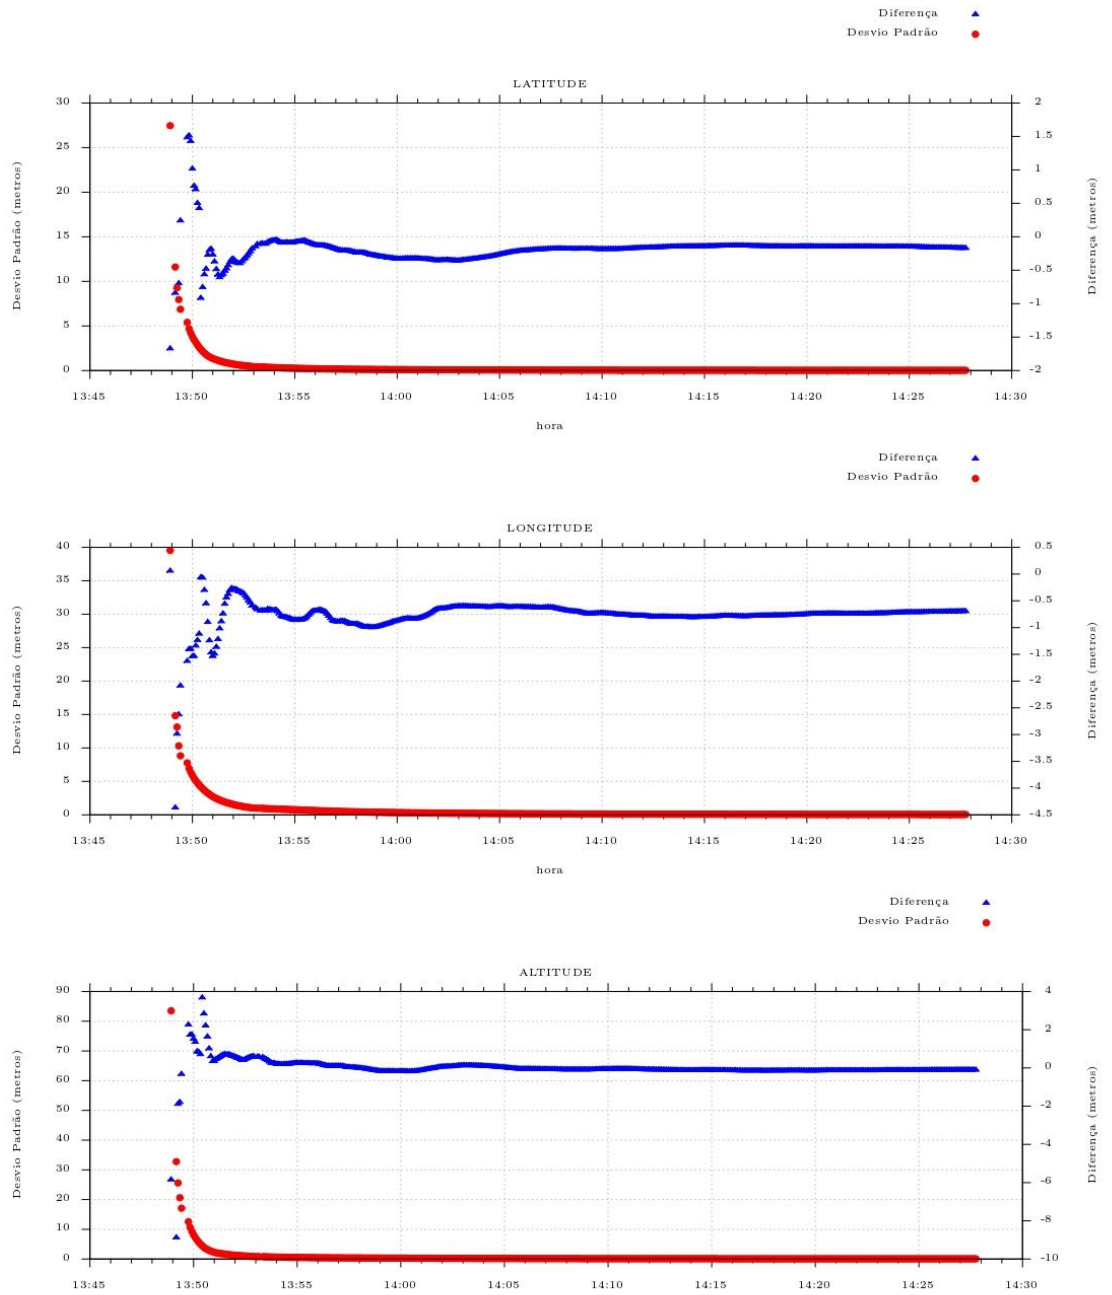 Diferença
Desvio Padrão
LATITUDE
30 2
25 1.5
1
20 0.5
15 0
10 -0.5
-1
5 -1.5
0 -2
13:45 13:50 13:55 14:00 14:05 14:10 14:15 14:20 14:25 14:30
Desvio Padrão (metros)
Diferença (metros)
hora
Diferença
Desvio Padrão
LONGITUDE
40 0.5
35 0
30 -0.5
-1
25 -1.5
20 -2
15 -2.5
-3
10 -3.5
5 -4
0 -4.5
13:45 13:50 13:55 14:00 14:05 14:10 14:15 14:20 14:25 14:30
Desvio Padrão (metros)
Diferença (metros)
hora
Diferença
Desvio Padrão
ALTITUDE
90 4
80 2
70
60 0
50 -2
40 -4
30
20 -6
10 -8
0 -10
13:45 13:50 13:55 14:00 14:05 14:10 14:15 14:20 14:25 14:30
Desvio Padrão (metros)
Diferença (metros)